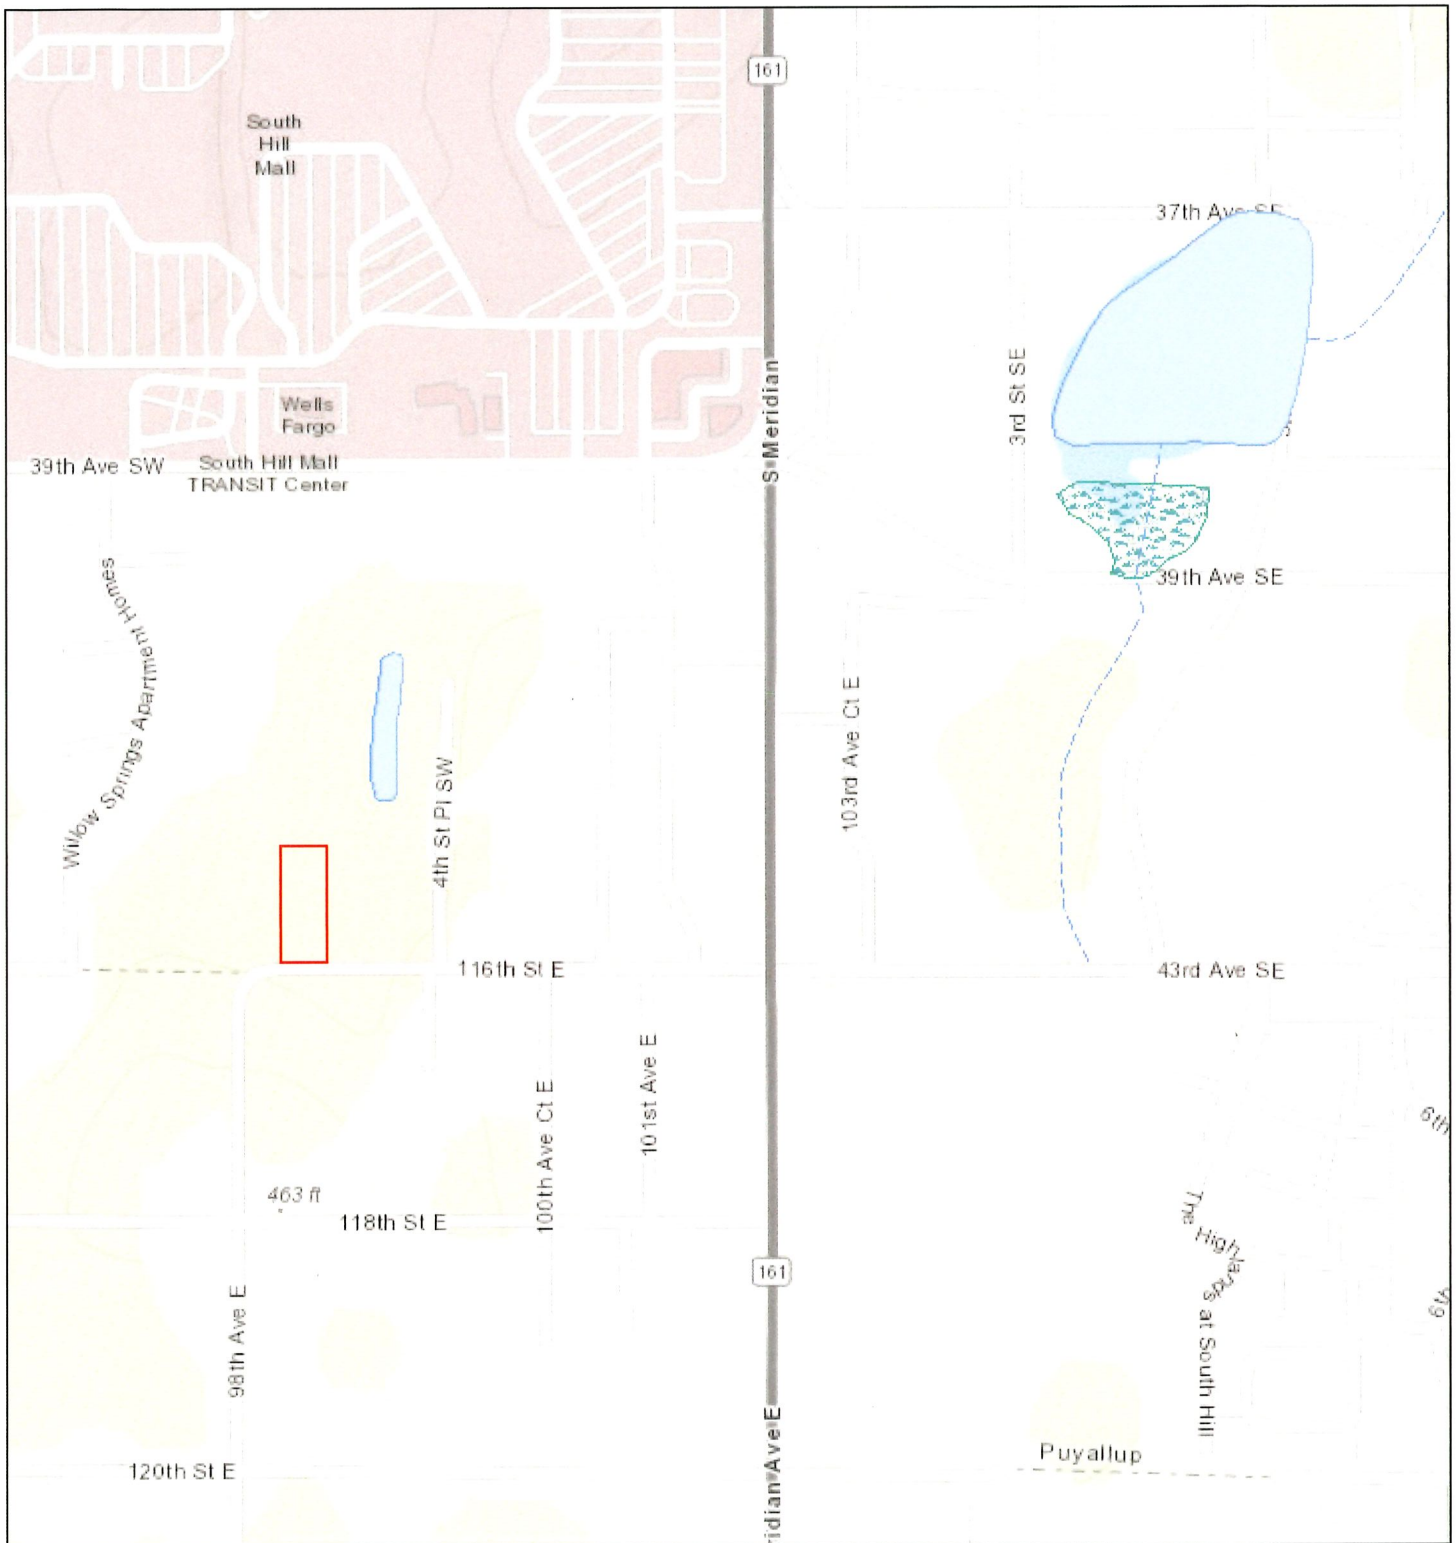 161
South
Hill
Mall
37th Ave SE
3rd St SE
S Meridian
Wells
Fargo
39th Ave SW
South Hill Mall
TRANSIT Center
39th Ave SE
Willow Springs Apartment Homes
103rd Ave Ct E
4th St Pl SW
116th St E
43rd Ave SE
101st Ave E
100th Ave Ct E
6th
463 ft
118th St E
The Highlands at South Hill
161
98th Ave E
ridian Ave E
Puyallup
120th St E